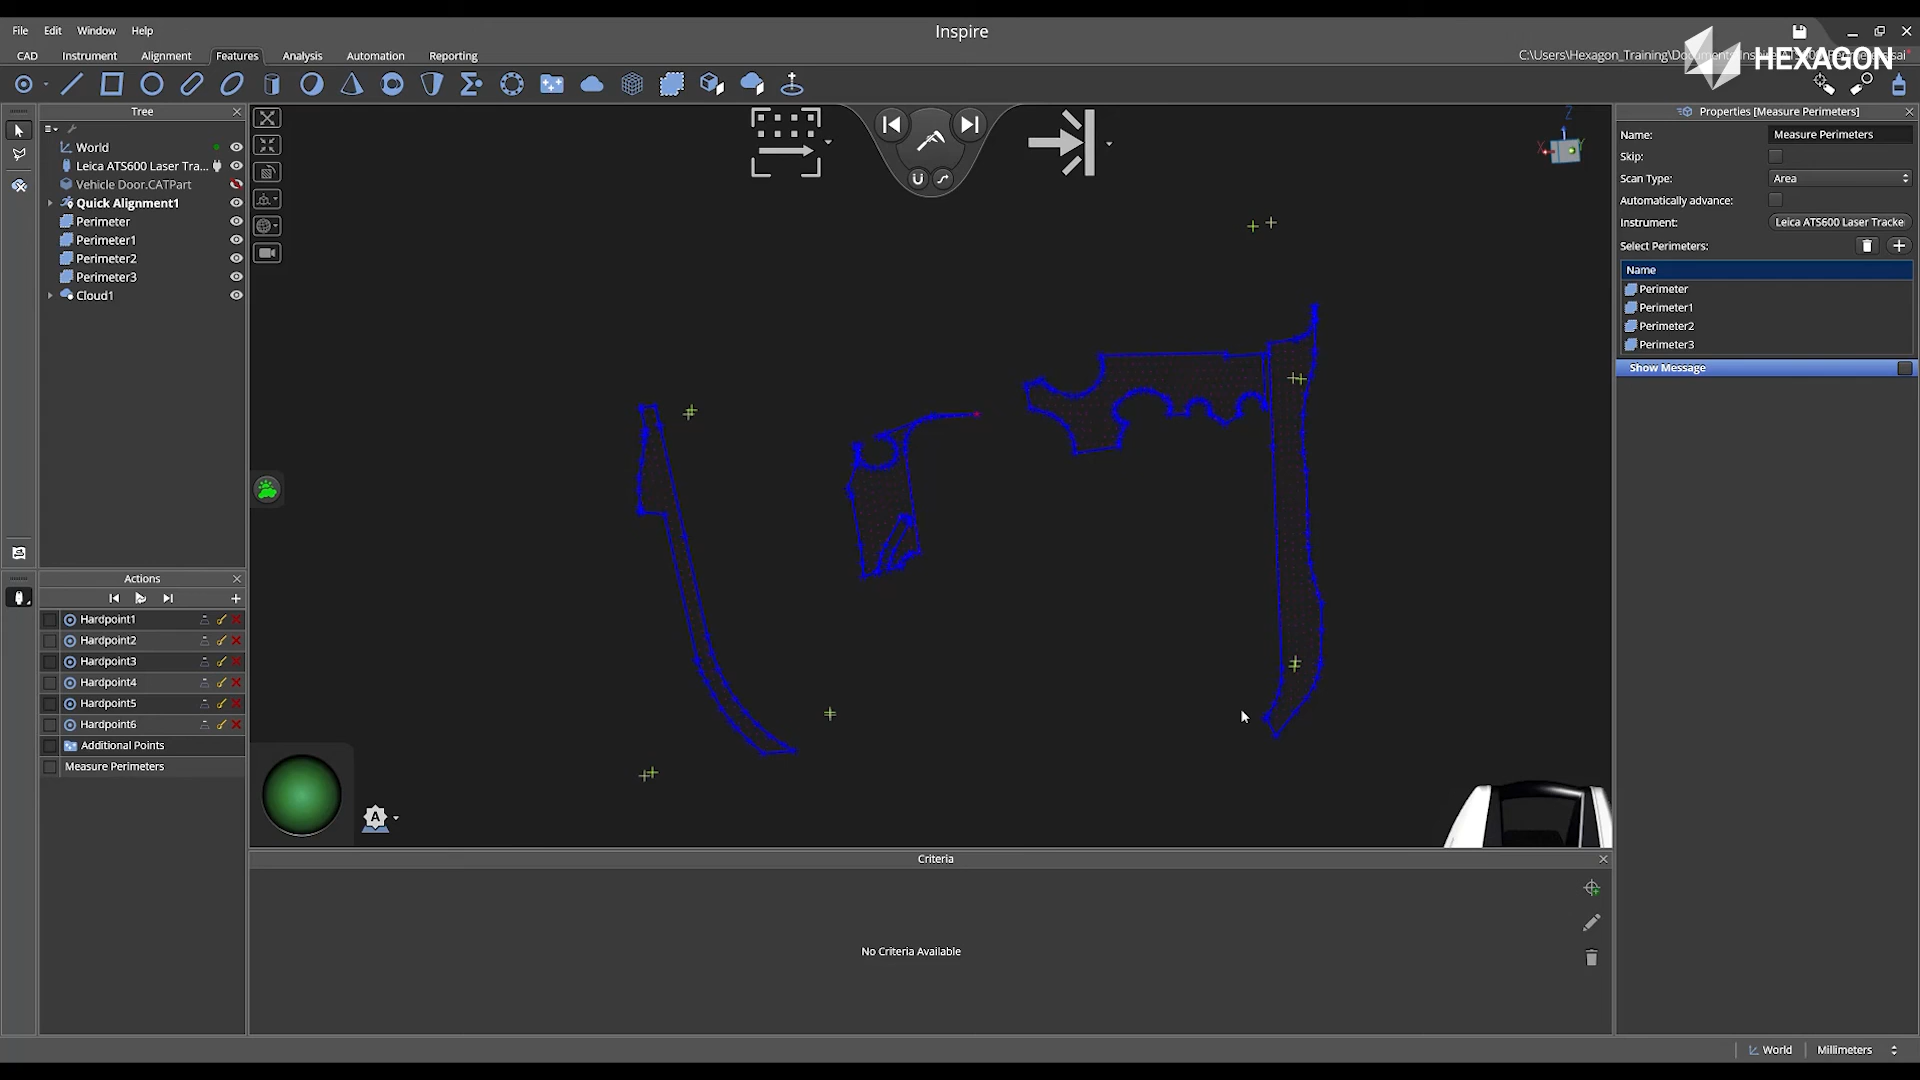 File Edit Window Help
Inspire
CAD Instrument Alignment Features Analysis Automation Reporting
C:\Users\Hexagon_Training\Docum
HEXAGON
Tree
World
Leica ATS600 Laser Tra...
Vehicle Door.CATPart
Quick Alignment1
Perimeter
Perimeter1
Perimeter2
Perimeter3
Cloud1
Actions
Hardpoint1
Hardpoint2
Hardpoint3
Hardpoint4
Hardpoint5
Hardpoint6
Additional Points
Measure Perimeters
A
Z
X
Y
Criteria
No Criteria Available
Properties [Measure Perimeters]
Name: Measure Perimeters
Skip:
Scan Type: Area
Automatically advance:
Instrument: Leica ATS600 Laser Tracke
Select Perimeters:
Name
Perimeter
Perimeter1
Perimeter2
Perimeter3
Show Message
World Millimeters